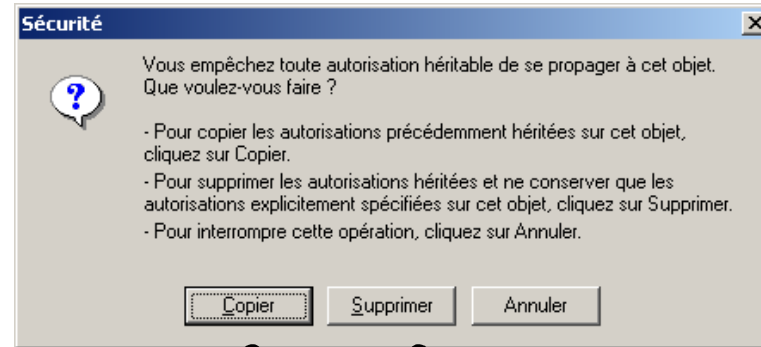 Sécurité
Vous empêchez toute autorisation héritable de se propager à cet objet.
Que voulez-vous faire ?
- Pour copier les autorisations précédemment héritées sur cet objet,
cliquez sur Copier.
- Pour supprimer les autorisations héritées et ne conserver que les
autorisations explicitement spécifiées sur cet objet, cliquez sur Supprimer.
- Pour interrompre cette opération, cliquez sur Annuler.
Copier Supprimer Annuler